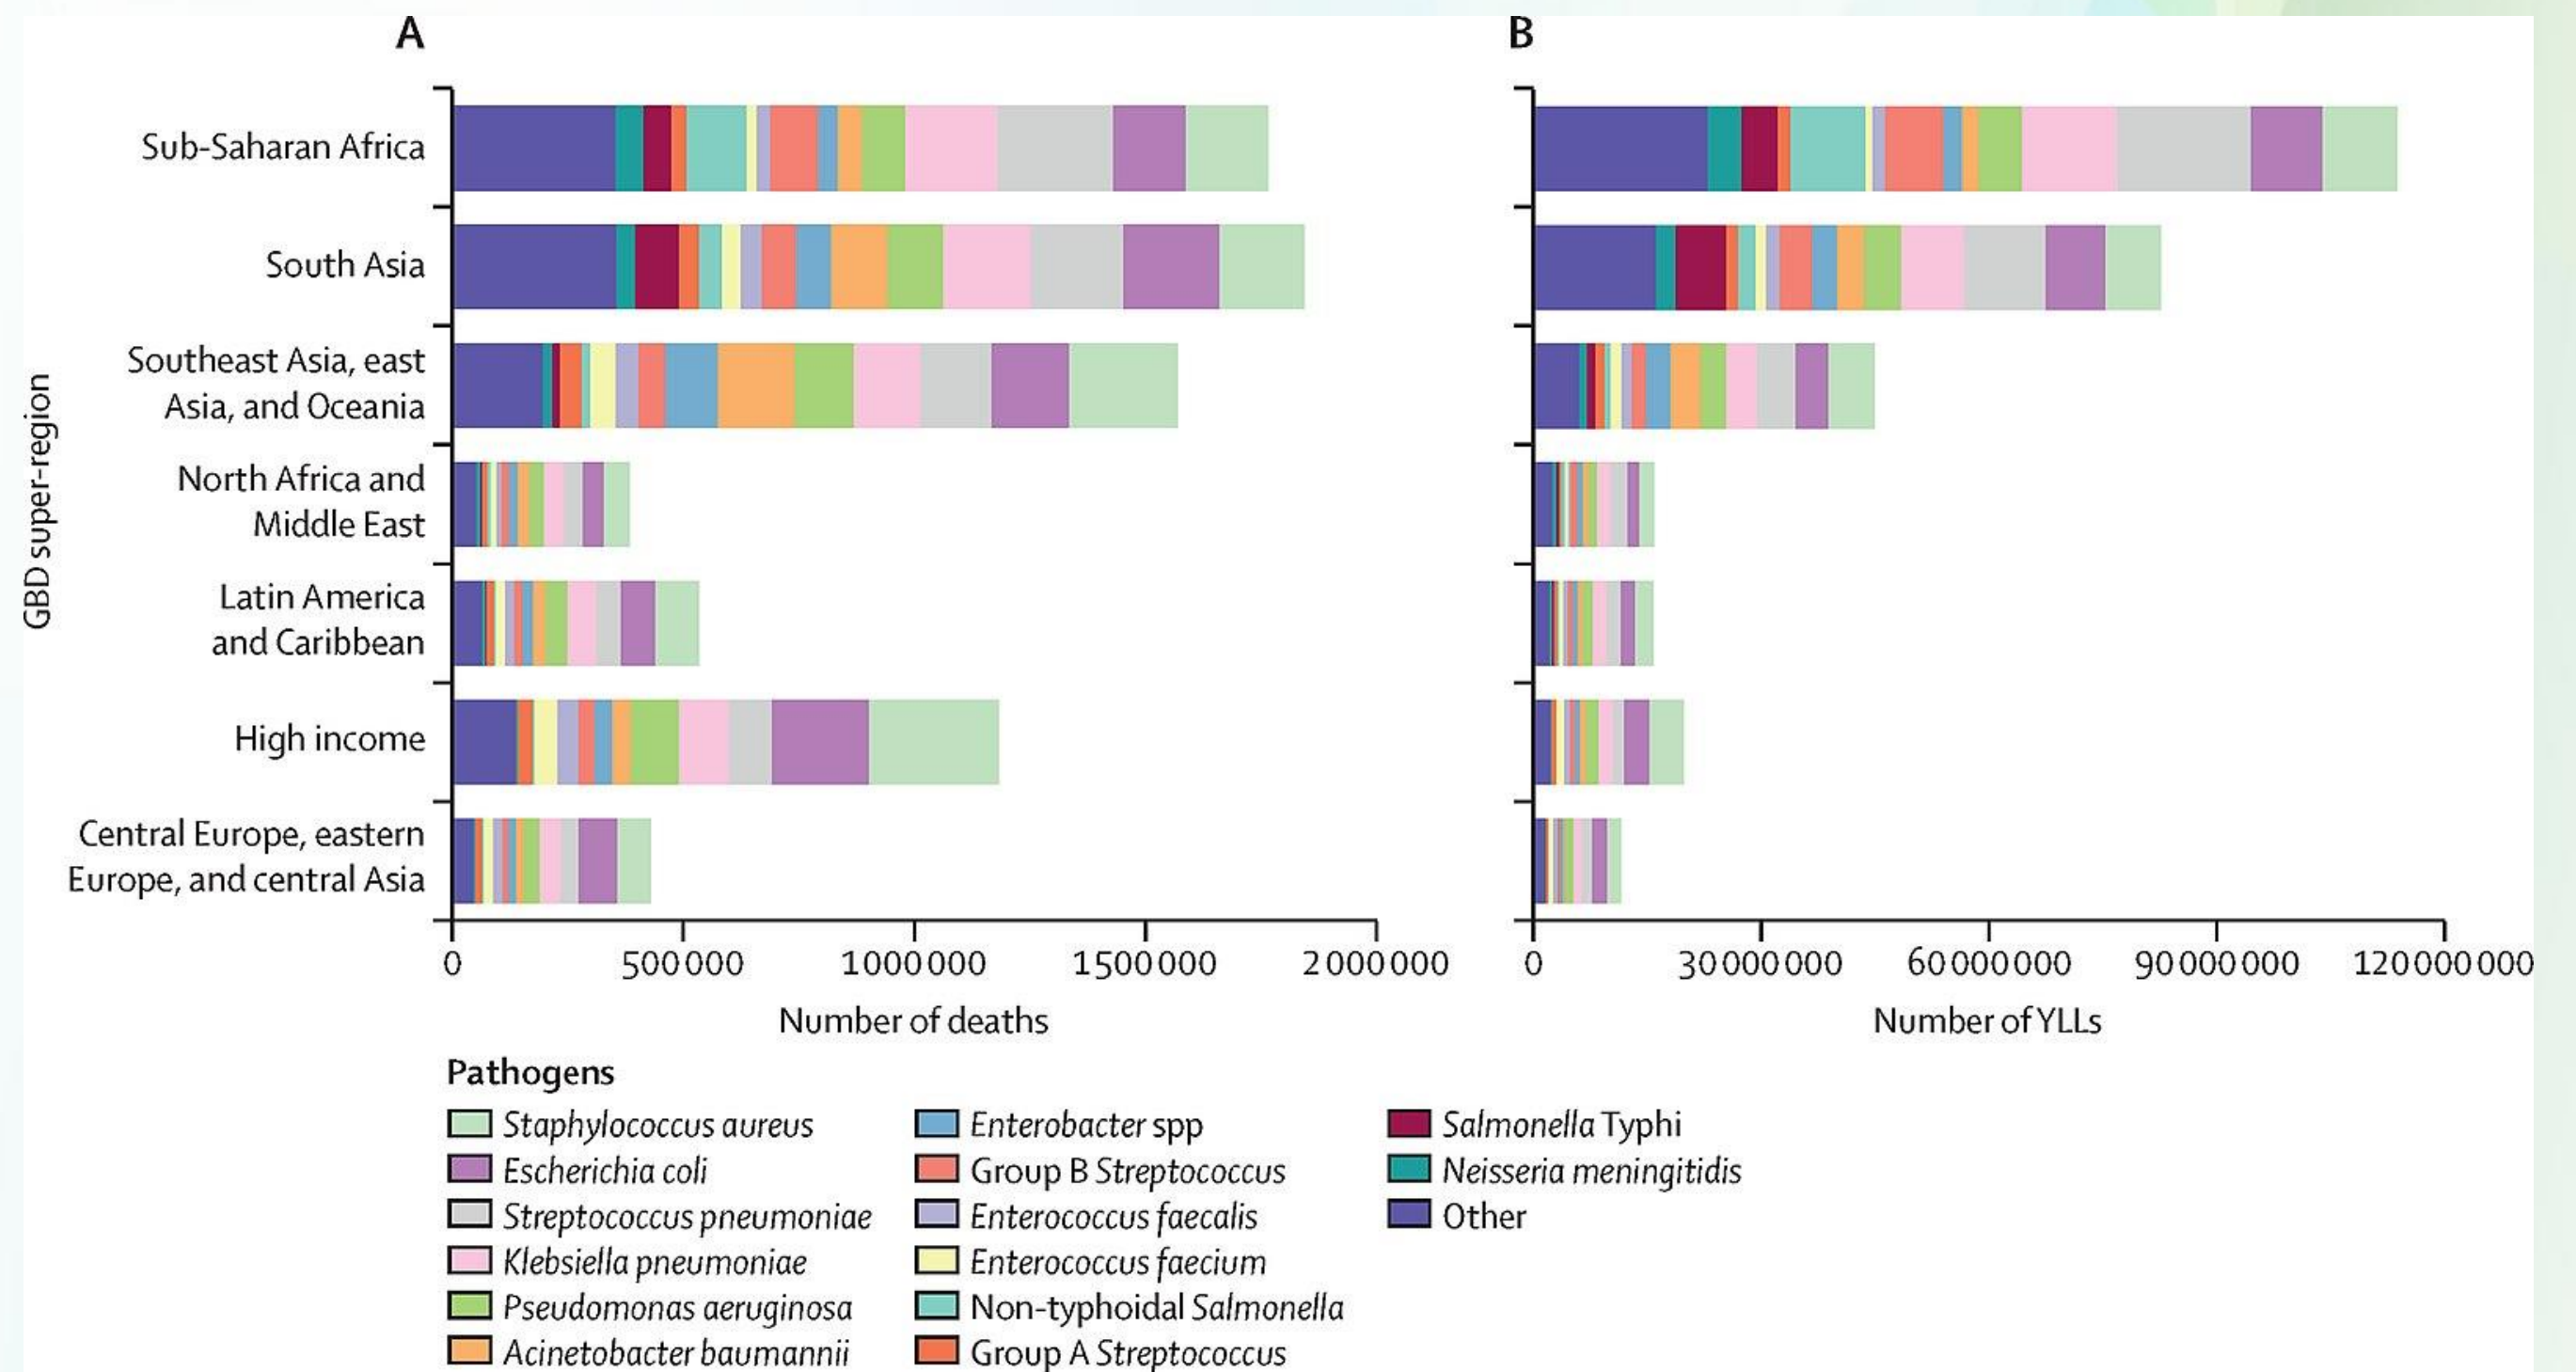 A
B
GBD super-region
Sub-Saharan Africa
South Asia
Southeast Asia, east
Asia, and Oceania
North Africa and
Middle East
Latin America
and Caribbean
High income
Central Europe, eastern
Europe, and central Asia
0
500 000
1 000 000
1 500 000
2 000 000
Number of deaths
0
30 000 000
60 000 000
90 000 000
120 000 000
Number of YLLs
Pathogens
Staphylococcus aureus
Escherichia coli
Streptococcus pneumoniae
Klebsiella pneumoniae
Pseudomonas aeruginosa
Acinetobacter baumannii
Enterobacter spp
Group B Streptococcus
Enterococcus faecalis
Enterococcus faecium
Non-typhoidal Salmonella
Group A Streptococcus
Salmonella Typhi
Neisseria meningitidis
Other